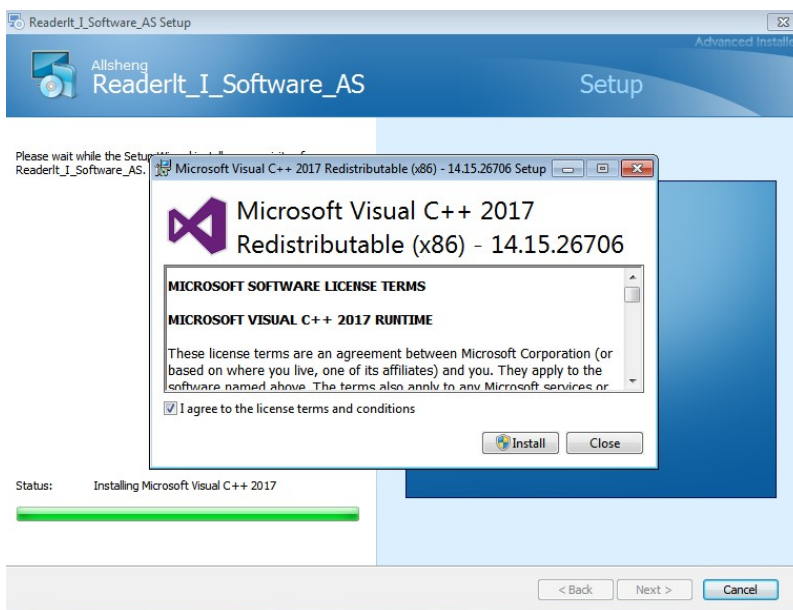 ReaderIt_I_Software_AS Setup
Advanced Installe
Allsheng
ReaderIt_I_Software_AS
Setup
Please wait while the Setup
ReaderIt_I_Software_AS.
Microsoft Visual C++ 2017 Redistributable (x86) - 14.15.26706 Setup
Microsoft Visual C++ 2017
Redistributable (x86) - 14.15.26706
MICROSOFT SOFTWARE LICENSE TERMS
MICROSOFT VISUAL C++ 2017 RUNTIME
These license terms are an agreement between Microsoft Corporation (or
based on where you live, one of its affiliates) and you. They apply to the
software named above. The terms also apply to any Microsoft services or
I agree to the license terms and conditions
Install Close
Status: Installing Microsoft Visual C++ 2017
< Back Next > Cancel